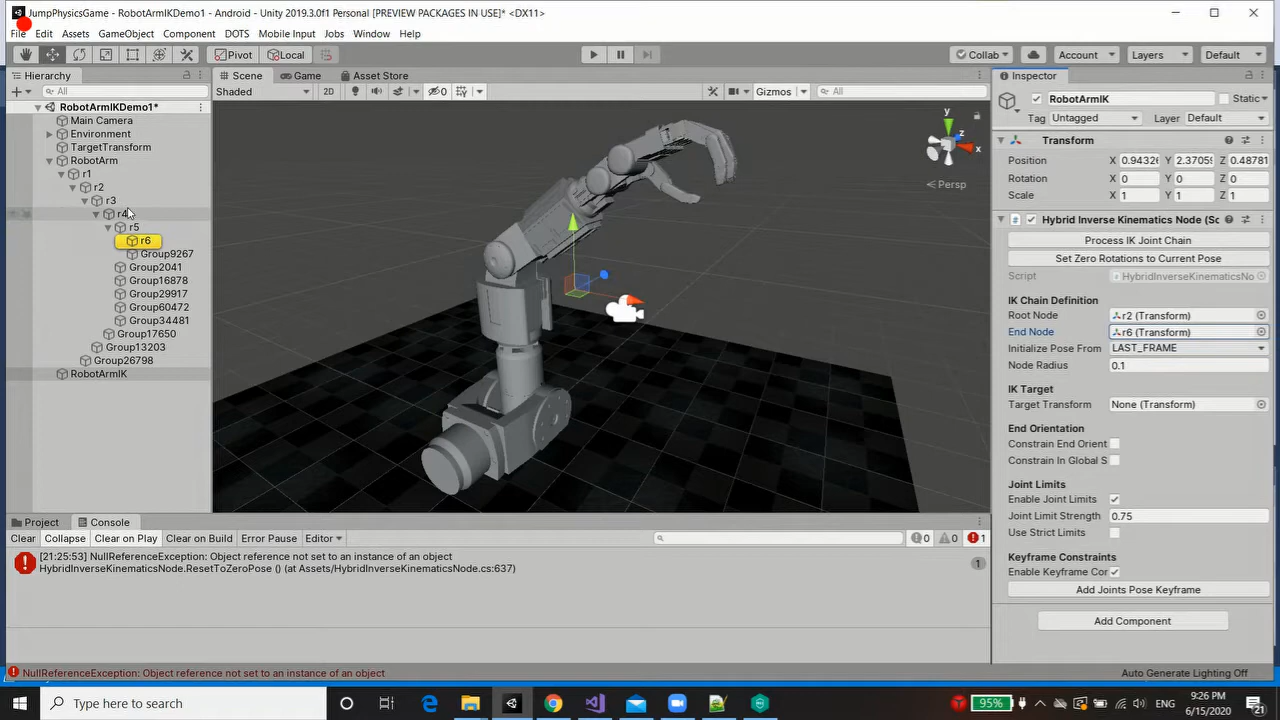 JumpPhysicsGame - RobotArmIKDemo1 - Android - Unity 2019.3.0f1 Personal [PREVIEW PACKAGES IN USE]* <DX11>
File Edit Assets GameObject Component DOTS Mobile Input Jobs Window Help
Pivot Local Collab Account Layers Default
Hierarchy
All
RobotArmIKDemo1*
Main Camera
Environment
TargetTransform
RobotArm
r1
r2
r3
r4
r5
r6
Group9267
Group2041
Group16878
Group29917
Group60472
Group34481
Group17650
Group13203
Group26798
RobotArmIK
Scene Game Asset Store
Shaded 2D 0 Gizmos All
y
z
x
Persp
Inspector
RobotArmIK Static
Tag Untagged Layer Default
Transform
Position X 0.94326 Y 2.37059 Z 0.48781
Rotation X 0 Y 0 Z 0
Scale X 1 Y 1 Z 1
Hybrid Inverse Kinematics Node (Sc
Process IK Joint Chain
Set Zero Rotations to Current Pose
Script HybridInverseKinematicsNo
IK Chain Definition
Root Node r2 (Transform)
End Node r6 (Transform)
Initialize Pose From LAST_FRAME
Node Radius 0.1
IK Target
Target Transform None (Transform)
End Orientation
Constrain End Orient
Constrain In Global S
Joint Limits
Enable Joint Limits
Joint Limit Strength 0.75
Use Strict Limits
Keyframe Constraints
Enable Keyframe Cor
Add Joints Pose Keyframe
Add Component
Auto Generate Lighting Off
Project Console
Clear Collapse Clear on Play Clear on Build Error Pause Editor 0 0 1
[21:25:53] NullReferenceException: Object reference not set to an instance of an object
HybridInverseKinematicsNode.ResetToZeroPose () (at Assets/HybridInverseKinematicsNode.cs:637)
1
NullReferenceException: Object reference not set to an instance of an object
Type here to search
95%
ENG
9:26 PM
6/15/2020
21